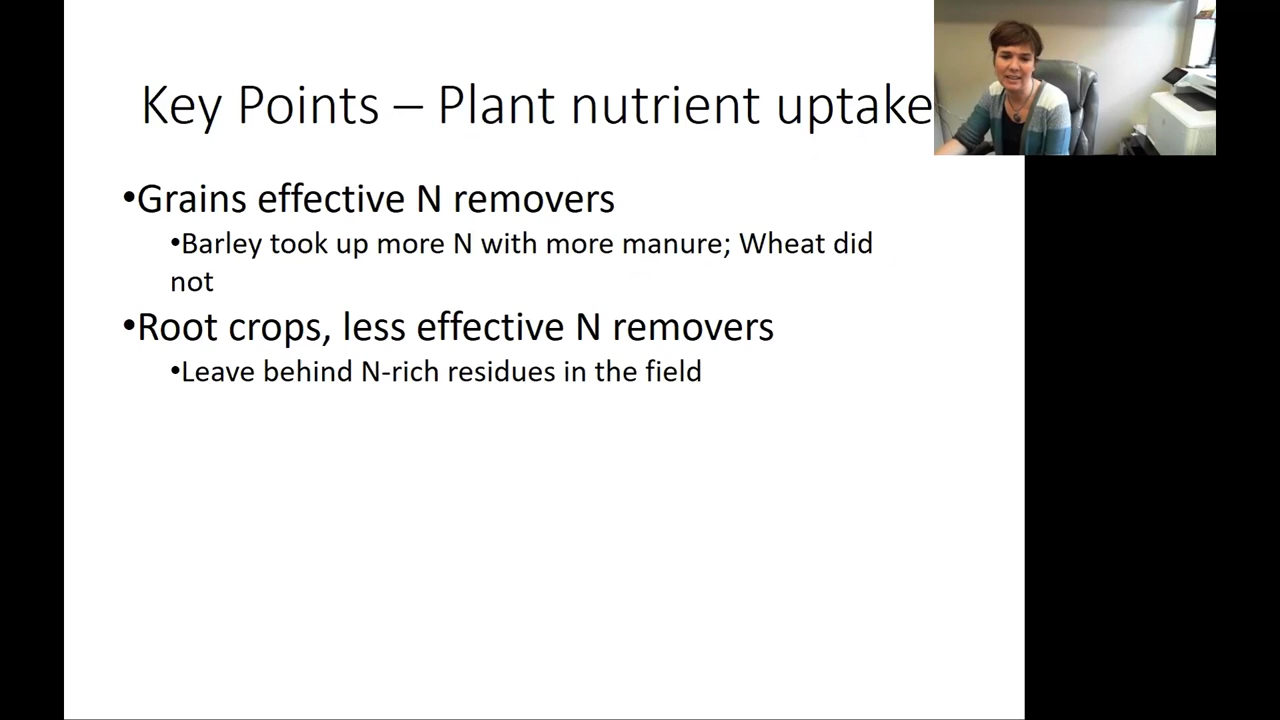 Key Points – Plant nutrient uptake
•Grains effective N removers
•Barley took up more N with more manure; Wheat did
not
•Root crops, less effective N removers
•Leave behind N-rich residues in the field